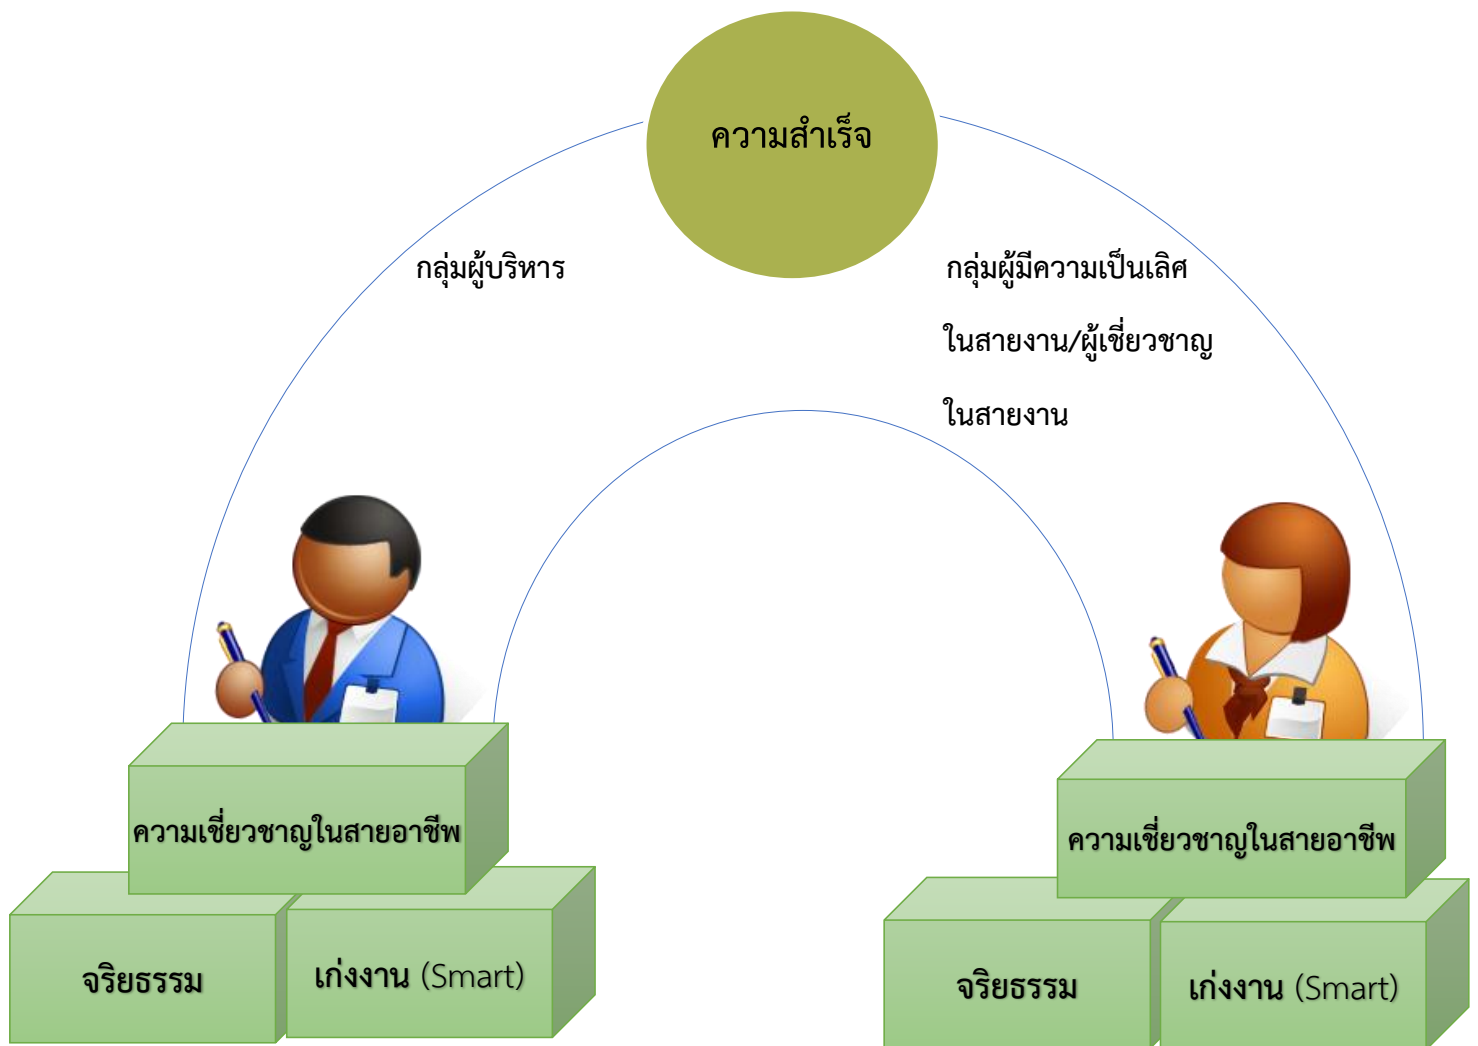 ความสำเร็จ
กลุ่มผู้บริหาร
กลุ่มผู้มีความเป็นเลิศ
ในสายงาน/ผู้เชี่ยวชาญ
ในสายงาน
ความเชี่ยวชาญในสายอาชีพ
จริยธรรม
เก่งงาน (Smart)
ความเชี่ยวชาญในสายอาชีพ
จริยธรรม
เก่งงาน (Smart)